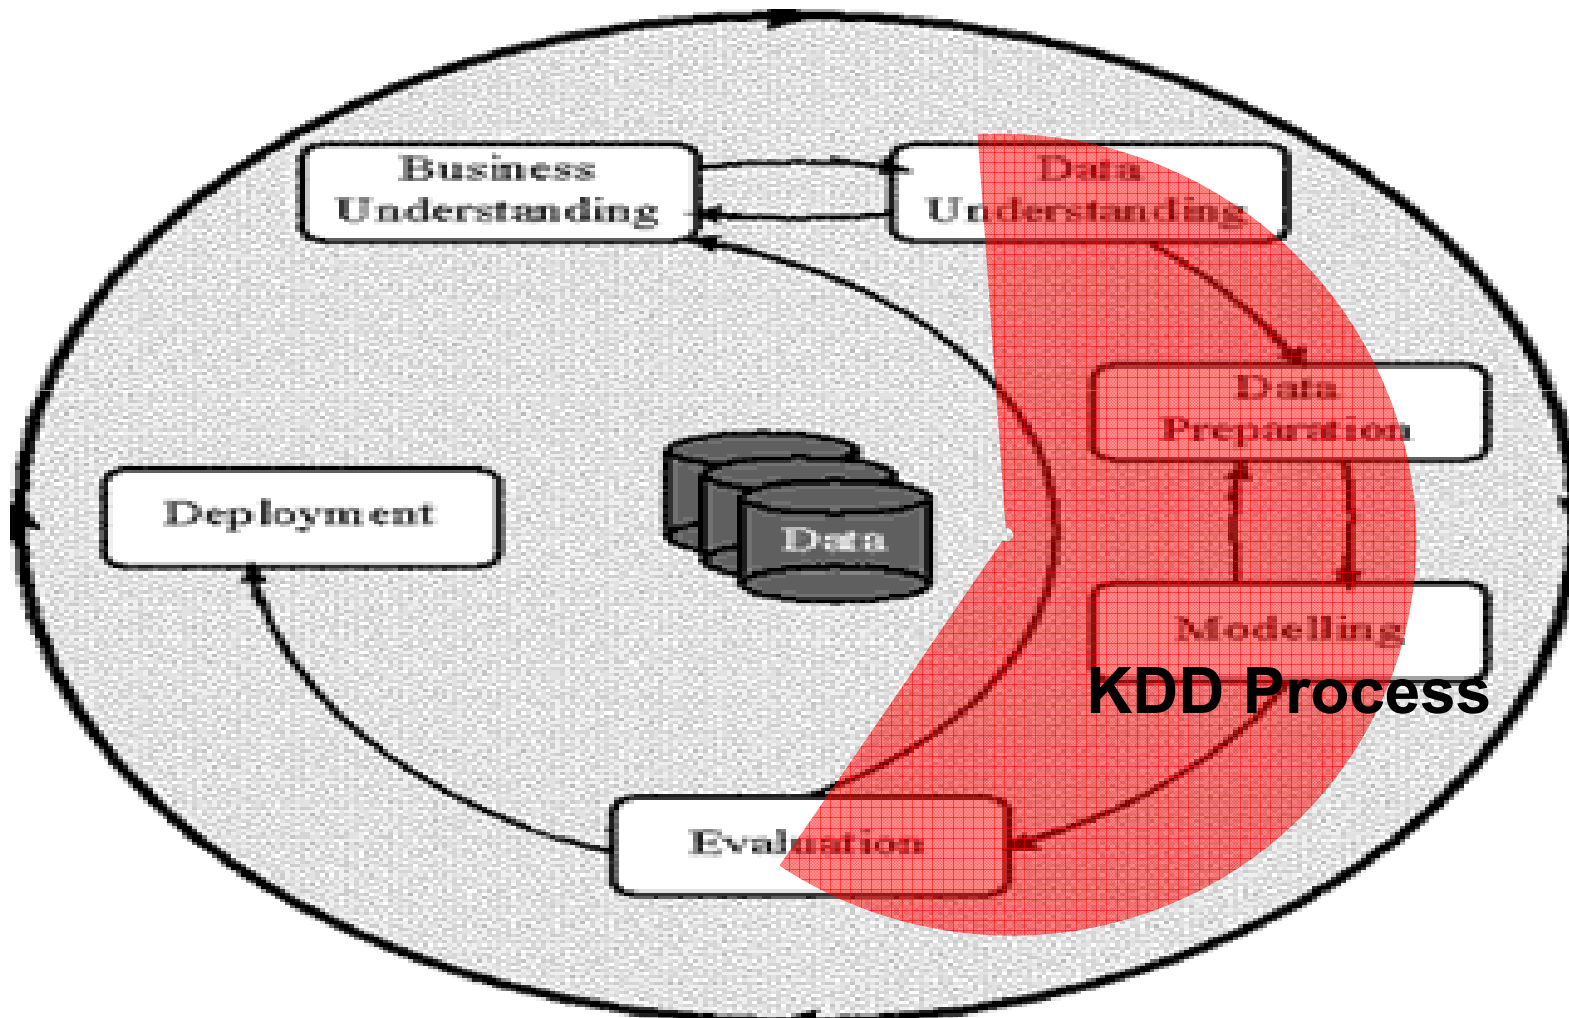 Business
Understanding
Data
Understanding
Data
Preparation
Deployment
Data
Modelling
KDD Process
Evaluation